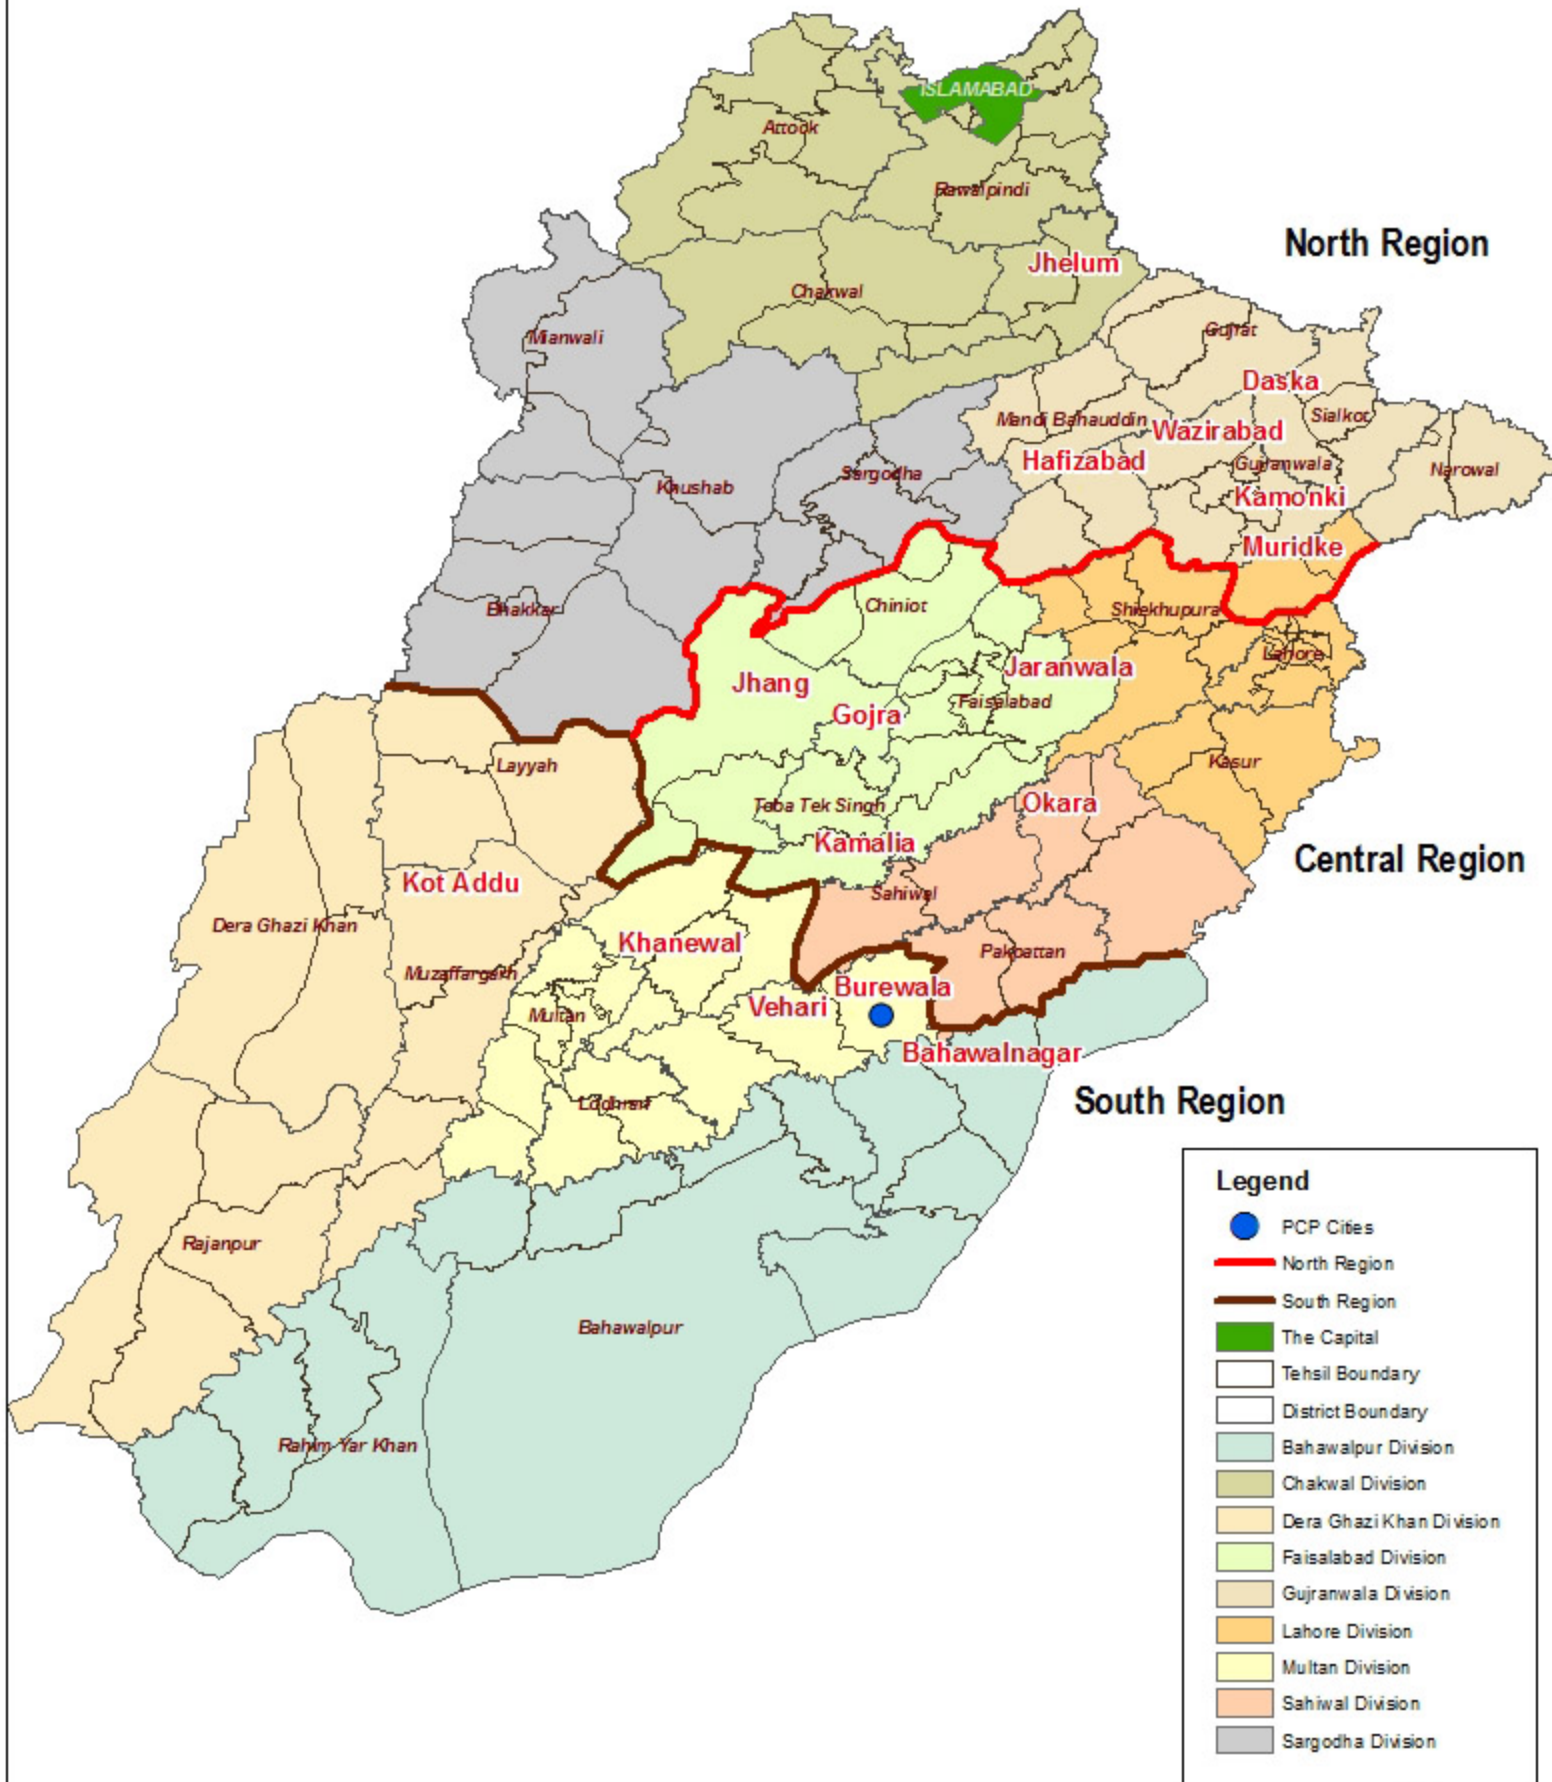 ISLAMABAD
Attock
Rawalpindi
North Region
Jhelum
Chakwal
Mianwali
Gujrat
Daska
Mandi Bahauddin
Sialkot
Wazirabad
Hafizabad
Gujranwala
Narowal
Sargodha
Khushab
Kamonki
Muridke
Bhakkar
Chiniot
Shiekhupura
Lahore
Jaranwala
Jhang
Faisalabad
Gojra
Layyah
Kasur
Toba Tek Singh
Okara
Kamalia
Central Region
Kot Addu
Sahiwal
Dera Ghazi Khan
Khanewal
Pakpattan
Muzaffargarh
Burewala
Vehari
Multan
Bahawalnagar
South Region
Lodhran
Rajanpur
Bahawalpur
Rahim Yar Khan
Legend
PCP Cities
North Region
South Region
The Capital
Tehsil Boundary
District Boundary
Bahawalpur Division
Chakwal Division
Dera Ghazi Khan Division
Faisalabad Division
Gujranwala Division
Lahore Division
Multan Division
Sahiwal Division
Sargodha Division